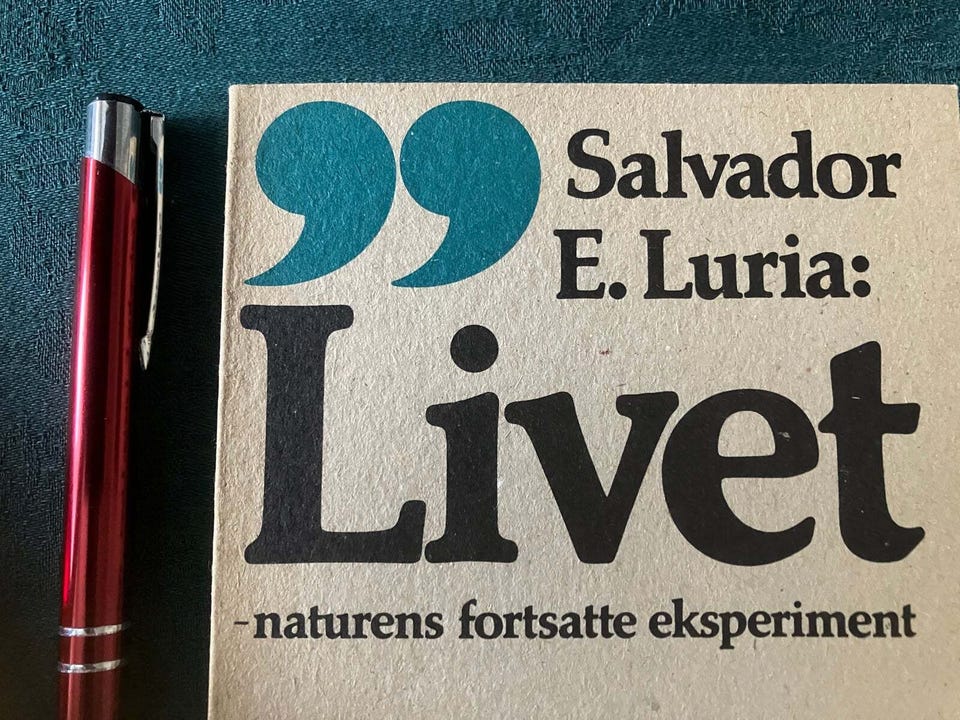 ”
Salvador
E. Luria:
Livet
-naturens fortsatte eksperiment